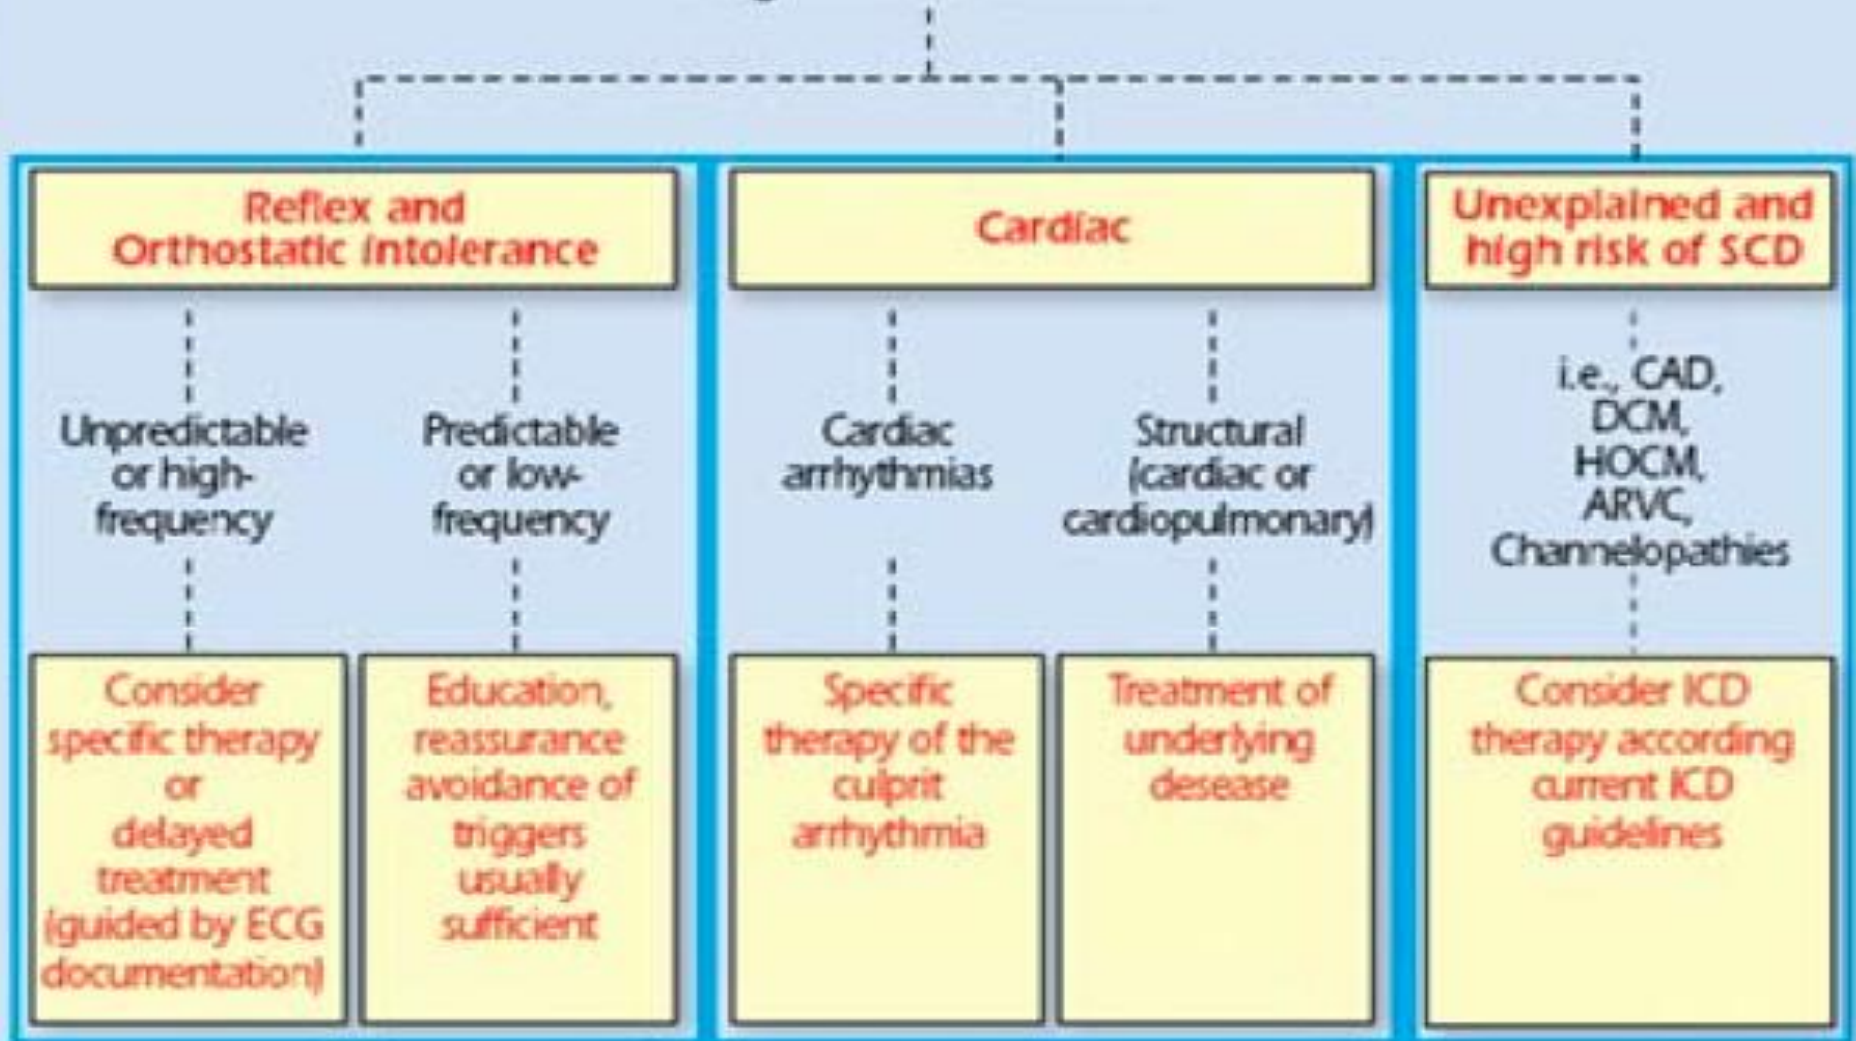 Reflex and
Orthostatic intolerance
Cardiac
Unexplained and
high risk of SCD
Unpredictable
or high-
frequency
Predictable
or low-
frequency
Cardiac
arrhythmias
Structural
(cardiac or
cardiopulmonary)
i.e., CAD,
DCM,
HOCM,
ARVC,
Channelopathies
Consider
specific therapy
or
delayed
treatment
(guided by ECG
documentation)
Education,
reassurance
avoidance of
triggers
usually
sufficient
Specific
therapy of the
culprit
arrhythmia
Treatment of
underlying
desease
Consider ICD
therapy according
current ICD
guidelines